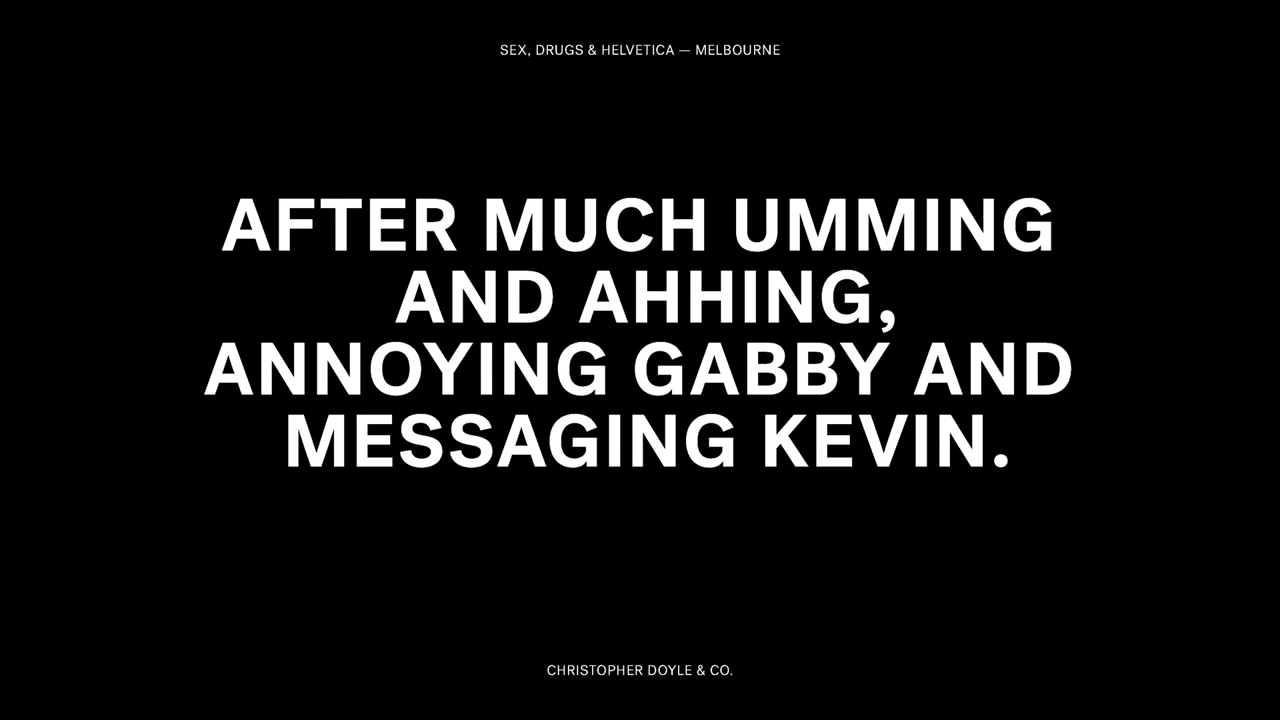 SEX, DRUGS & HELVETICA — MELBOURNE
AFTER MUCH UMMING
AND AHHING,
ANNOYING GABBY AND
MESSAGING KEVIN.
CHRISTOPHER DOYLE & CO.